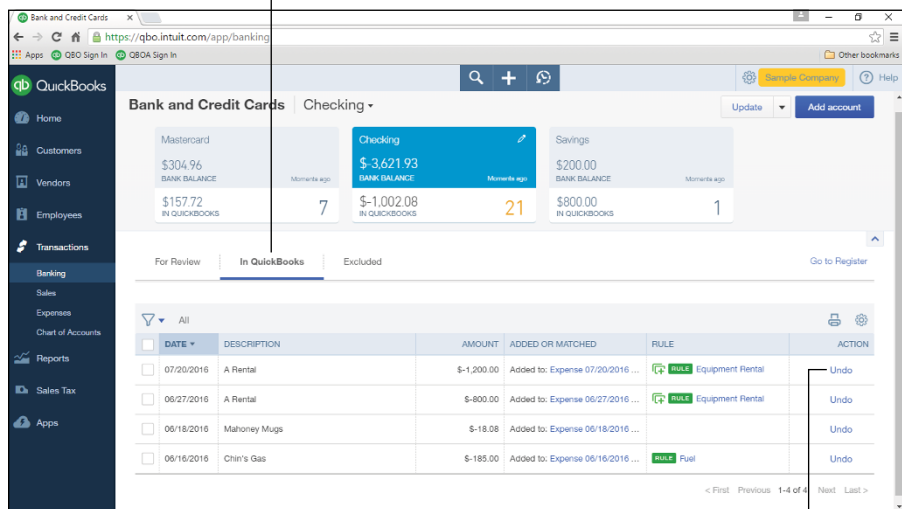 Bank and Credit Cards
https://qbo.intuit.com/app/banking
Apps QBO Sign In QBOA Sign In Other bookmarks
qb QuickBooks
Sample Company ? Help
Home
Customers
Vendors
Employees
Transactions
Banking
Sales
Expenses
Chart of Accounts
Reports
Sales Tax
Apps
Bank and Credit Cards Checking
Update Add account
Mastercard
$304.96
BANK BALANCE Moments ago
$157.72
IN QUICKBOOKS 7
Checking
$-3,621.93
BANK BALANCE Moments ago
$-1,002.08
IN QUICKBOOKS 21
Savings
$200.00
BANK BALANCE Moments ago
$800.00
IN QUICKBOOKS 1
For Review In QuickBooks Excluded Go to Register
All
DATE DESCRIPTION AMOUNT ADDED OR MATCHED RULE ACTION
07/20/2016 A Rental $-1,200.00 Added to: Expense 07/20/2016 ... RULE Equipment Rental Undo
06/27/2016 A Rental $-800.00 Added to: Expense 06/27/2016 ... RULE Equipment Rental Undo
06/18/2016 Mahoney Mugs $-18.08 Added to: Expense 06/18/2016 ... Undo
06/16/2016 Chin's Gas $-185.00 Added to: Expense 06/16/2016 ... RULE Fuel Undo
< First Previous 1-4 of 4 Next Last >